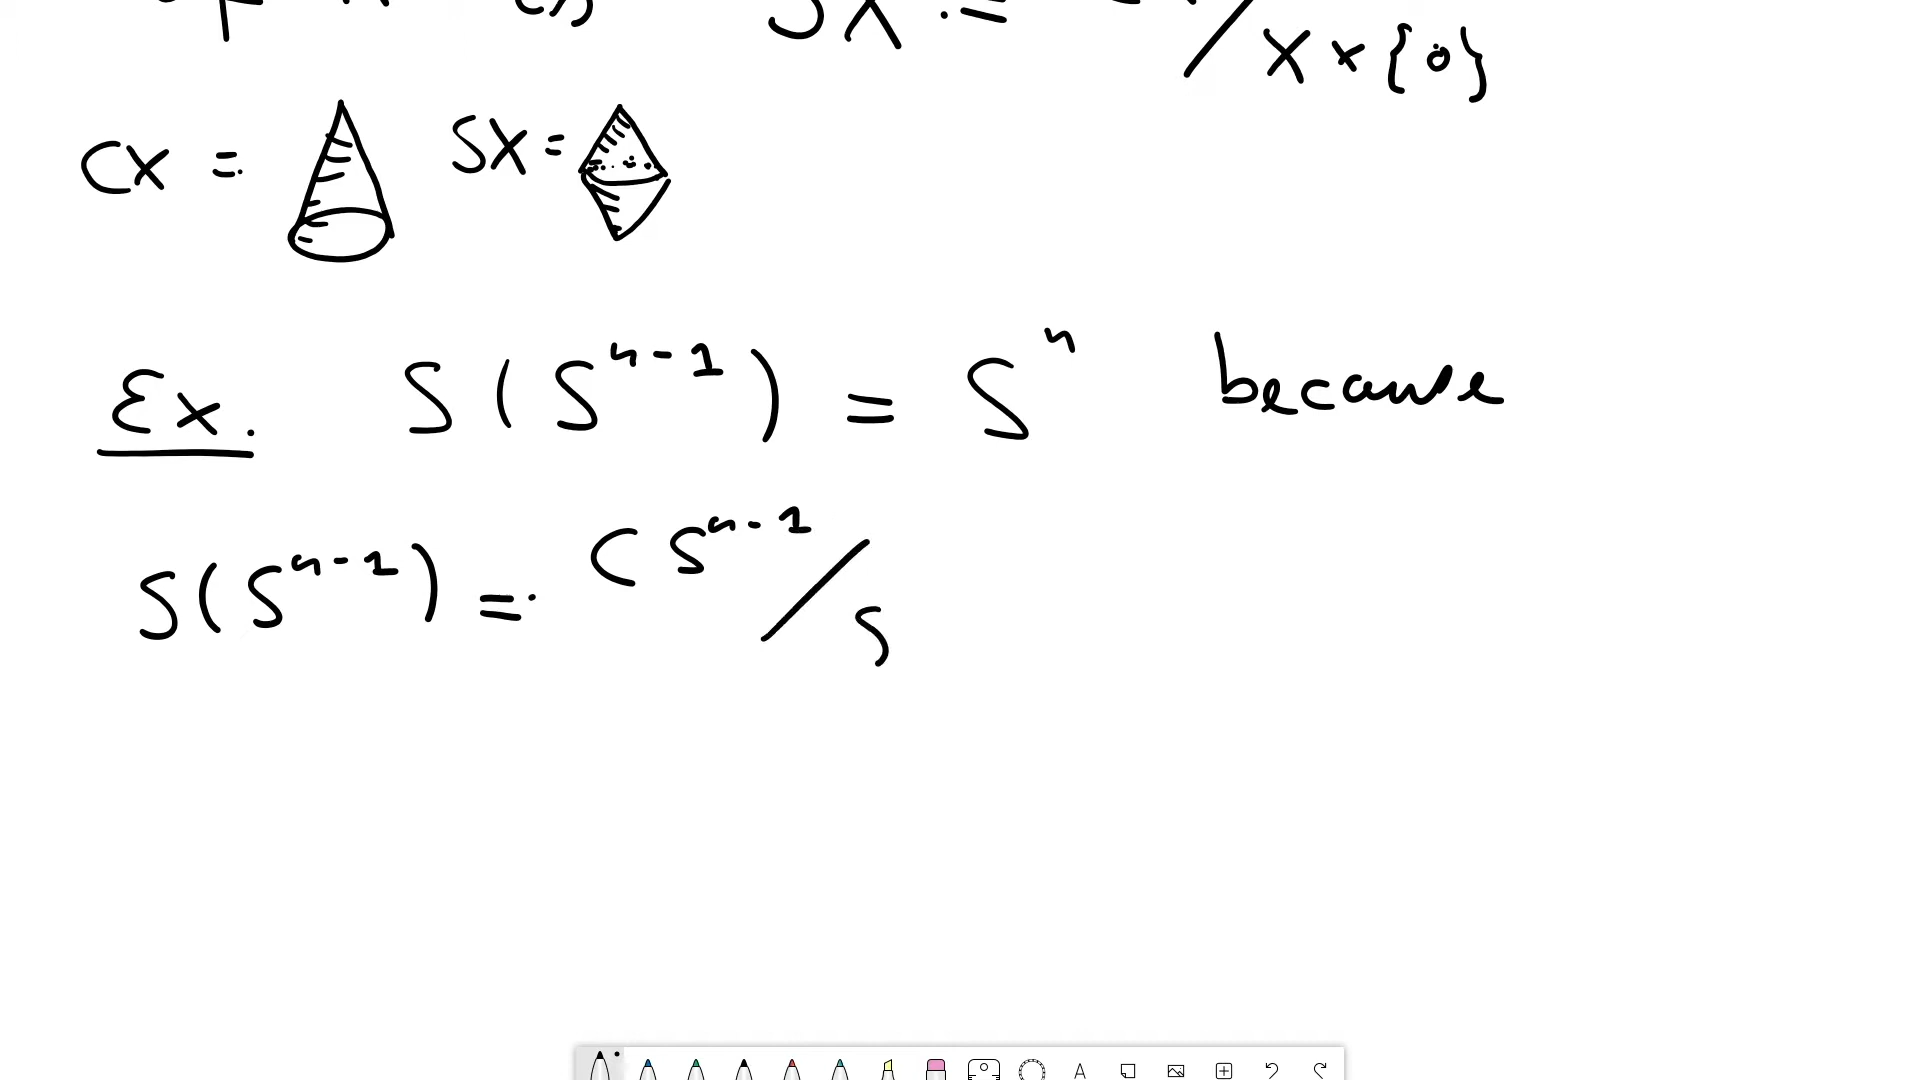 SX := / X × {0}
CX = SX =
Ex. S(S^{n-1}) = S^n because
S(S^{n-1}) = CS^{n-1} / S